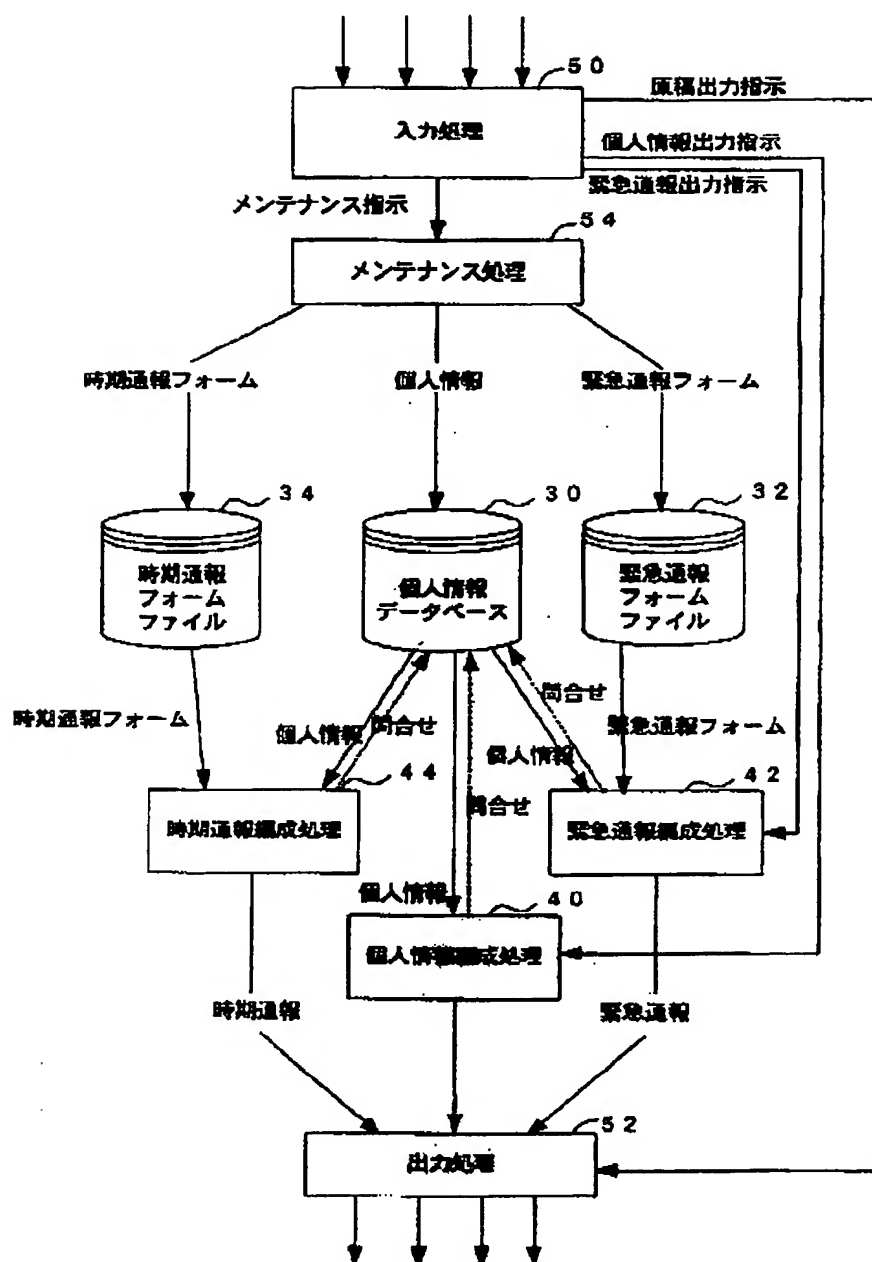 50
原稿出力指示
入力処理
個人情報出力指示
緊急通報出力指示
メンテナンス指示
54
メンテナンス処理
時期通報フォーム
個人情報
緊急通報フォーム
34
30
32
時期通報
フォーム
ファイル
個人情報
データベース
緊急通報
フォーム
ファイル
時期通報フォーム
個人情報
問合せ
問合せ
緊急通報フォーム
個人情報
44
問合せ
42
時期通報編成処理
緊急通報編成処理
個人情報
40
個人情報編成処理
時期通報
緊急通報
52
出力処理